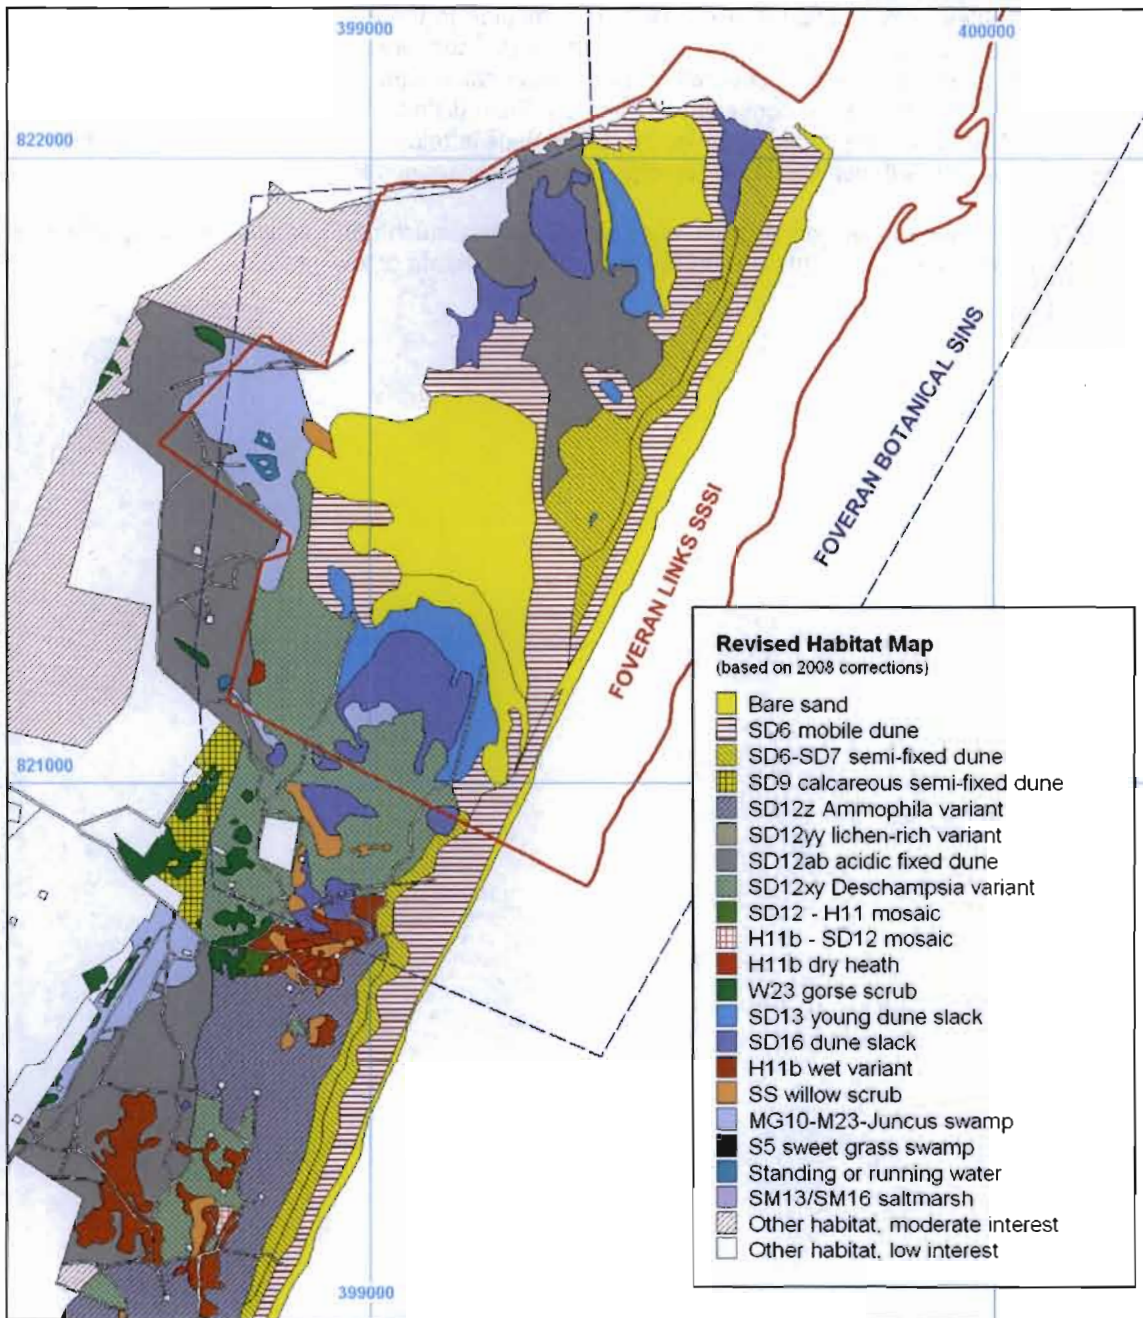 399000
400000
822000
FOVERAN BOTANICAL SINS
FOVERAN LINKS SSSI
821000
399000
Revised Habitat Map
(based on 2008 corrections)
Bare sand
SD6 mobile dune
SD6-SD7 semi-fixed dune
SD9 calcareous semi-fixed dune
SD12z Ammophila variant
SD12yy lichen-rich variant
SD12ab acidic fixed dune
SD12xy Deschampsia variant
SD12 - H11 mosaic
H11b - SD12 mosaic
H11b dry heath
W23 gorse scrub
SD13 young dune slack
SD16 dune slack
H11b wet variant
SS willow scrub
MG10-M23-Juncus swamp
S5 sweet grass swamp
Standing or running water
SM13/SM16 saltmarsh
Other habitat, moderate interest
Other habitat, low interest